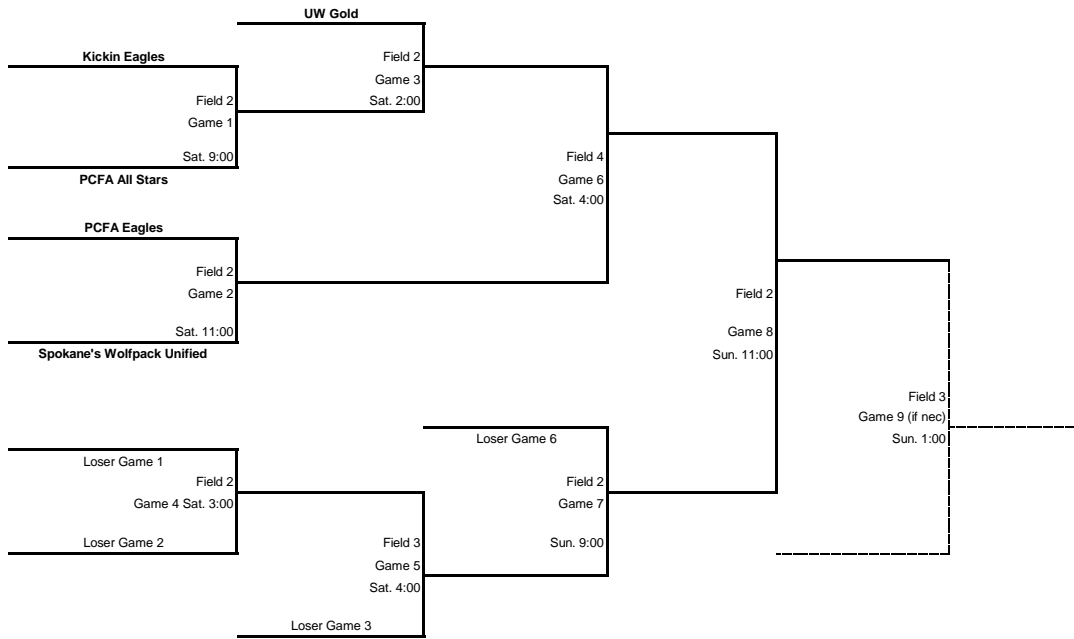 UW Gold
Kickin Eagles
Field 2
Game 3
Sat. 2:00
Field 2
Game 1
Sat. 9:00
PCFA All Stars
Field 4
Game 6
Sat. 4:00
PCFA Eagles
Field 2
Game 2
Sat. 11:00
Spokane's Wolfpack Unified
Field 2
Game 8
Sun. 11:00
Field 3
Game 9 (if nec)
Sun. 1:00
Loser Game 6
Loser Game 1
Field 2
Game 4 Sat. 3:00
Loser Game 2
Field 2
Game 7
Sun. 9:00
Field 3
Game 5
Sat. 4:00
Loser Game 3